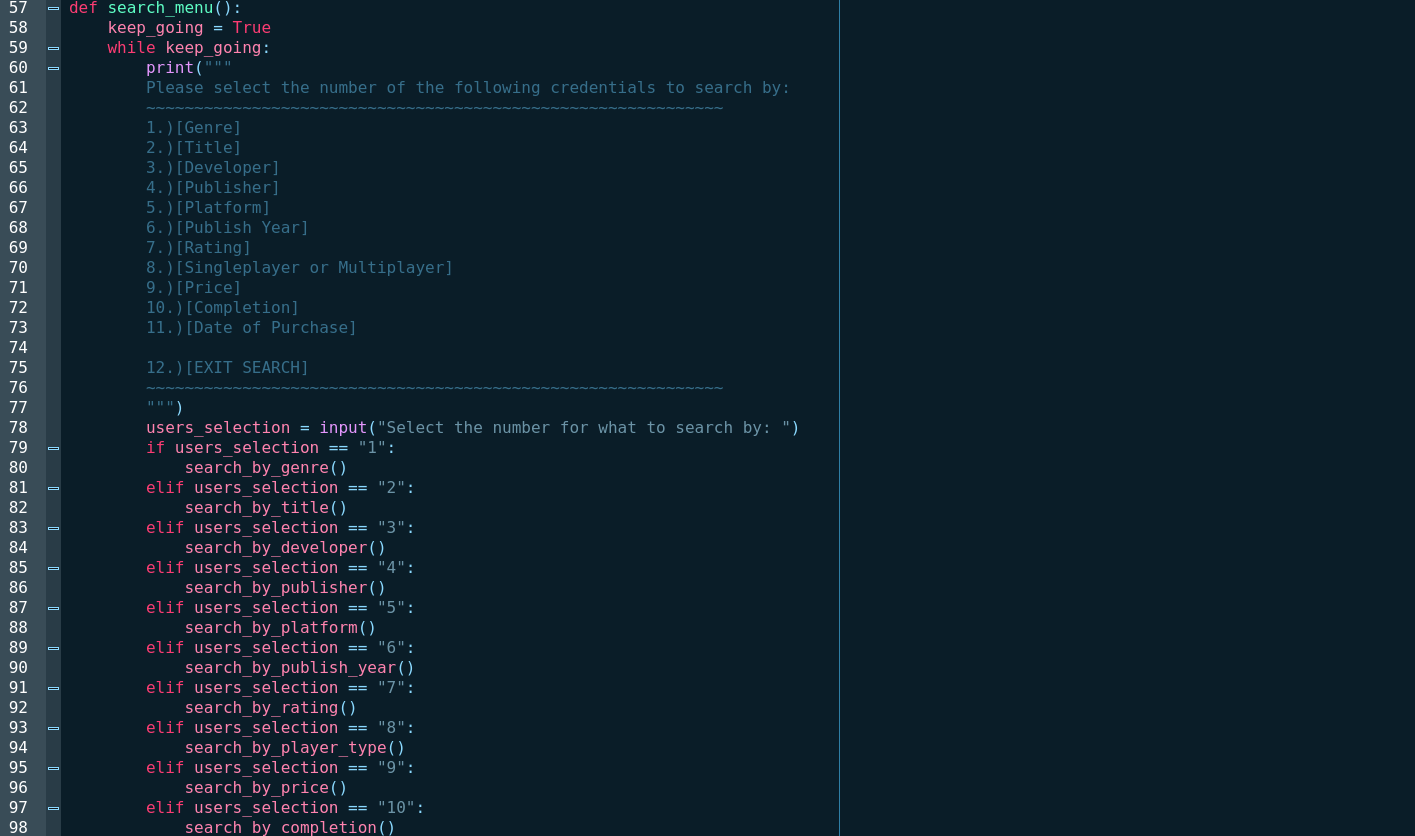 57 def search_menu():
58     keep_going = True
59     while keep_going:
60         print("""
61         Please select the number of the following credentials to search by:
62         ~~~~~~~~~~~~~~~~~~~~~~~~~~~~~~~~~~~~~~~~~~~~~~~~~~~~~~~~~~~~
63         1.)[Genre]
64         2.)[Title]
65         3.)[Developer]
66         4.)[Publisher]
67         5.)[Platform]
68         6.)[Publish Year]
69         7.)[Rating]
70         8.)[Singleplayer or Multiplayer]
71         9.)[Price]
72         10.)[Completion]
73         11.)[Date of Purchase]
74
75         12.)[EXIT SEARCH]
76         ~~~~~~~~~~~~~~~~~~~~~~~~~~~~~~~~~~~~~~~~~~~~~~~~~~~~~~~~~~~~
77         """)
78         users_selection = input("Select the number for what to search by: ")
79         if users_selection == "1":
80             search_by_genre()
81         elif users_selection == "2":
82             search_by_title()
83         elif users_selection == "3":
84             search_by_developer()
85         elif users_selection == "4":
86             search_by_publisher()
87         elif users_selection == "5":
88             search_by_platform()
89         elif users_selection == "6":
90             search_by_publish_year()
91         elif users_selection == "7":
92             search_by_rating()
93         elif users_selection == "8":
94             search_by_player_type()
95         elif users_selection == "9":
96             search_by_price()
97         elif users_selection == "10":
98             search_by_completion()